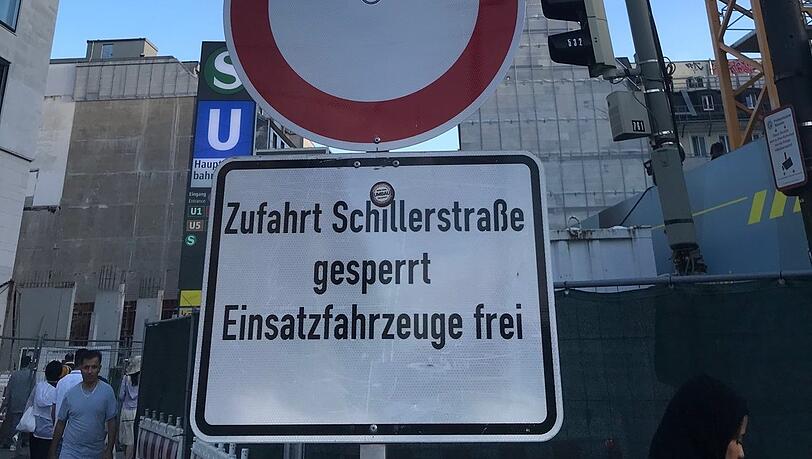 S
U
Haupt
bahn
Eingang
Entrance
U1
U5
S
Zufahrt Schillerstraße
gesperrt
Einsatzfahrzeuge frei